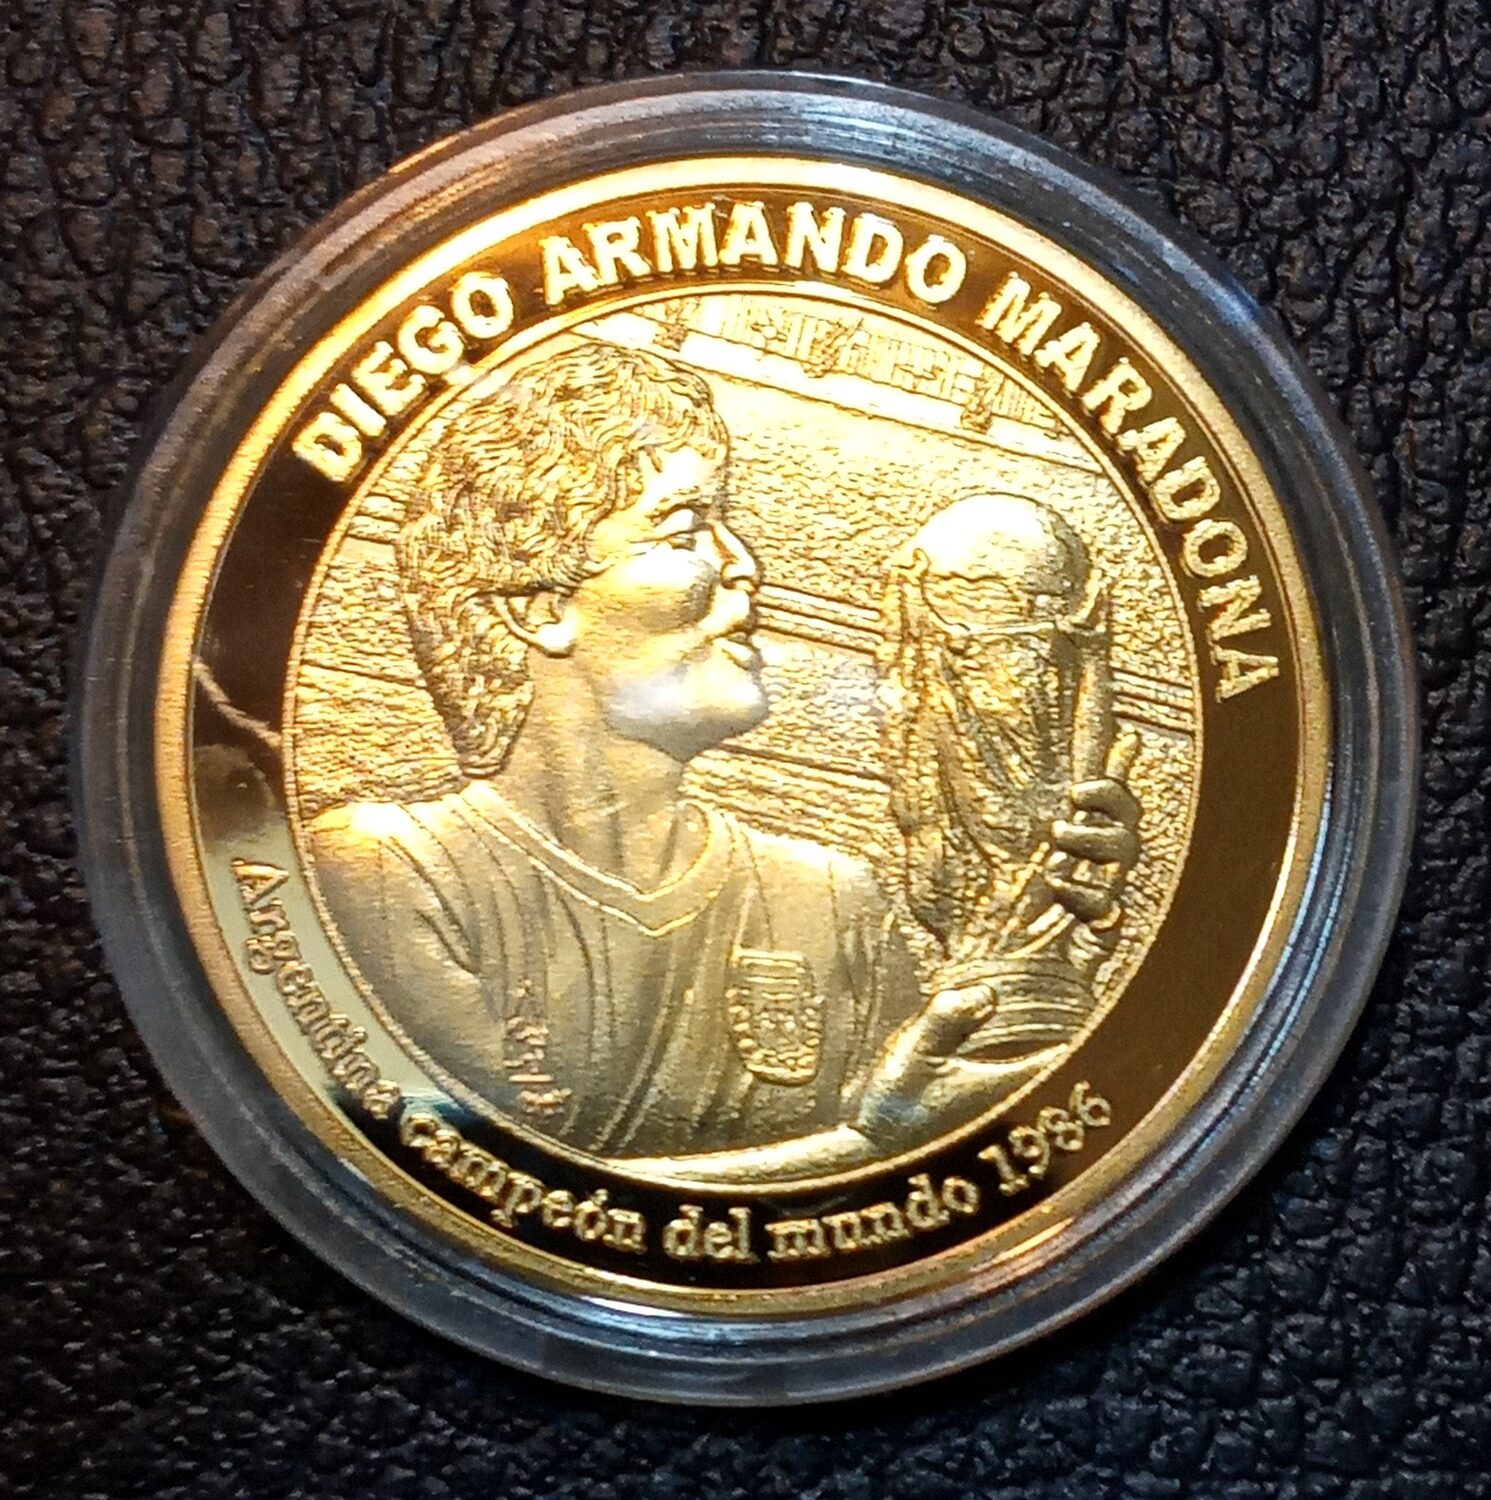 DIEGO ARMANDO MARADONA
Argentina campeón del mundo 1986